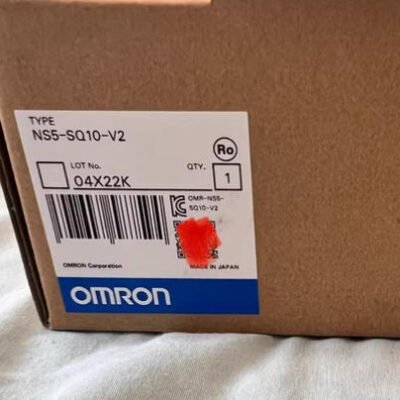 TYPE
NS5-SQ10-V2
Ro
LOT No.
QTY.
04X22K
1
OMR-NS5-
SQ10-V2
OMRON Corporation
MADE IN JAPAN
OMRON